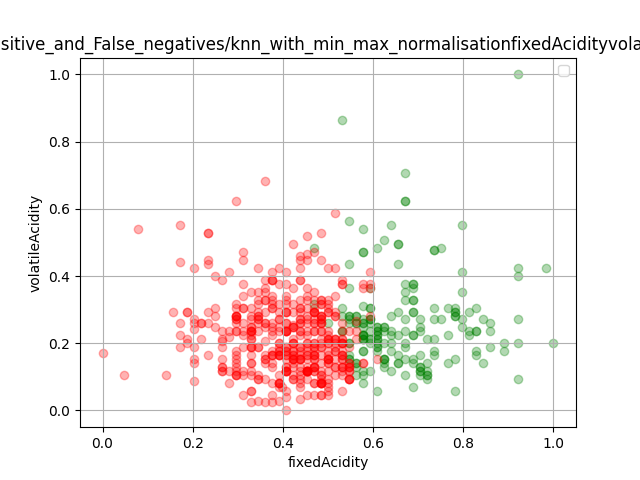 sitive_and_False_negatives/knn_with_min_max_normalisationfixedAcidityvola
1.0
0.8
0.6
0.4
0.2
0.0
volatileAcidity
0.0 0.2 0.4 0.6 0.8 1.0
fixedAcidity